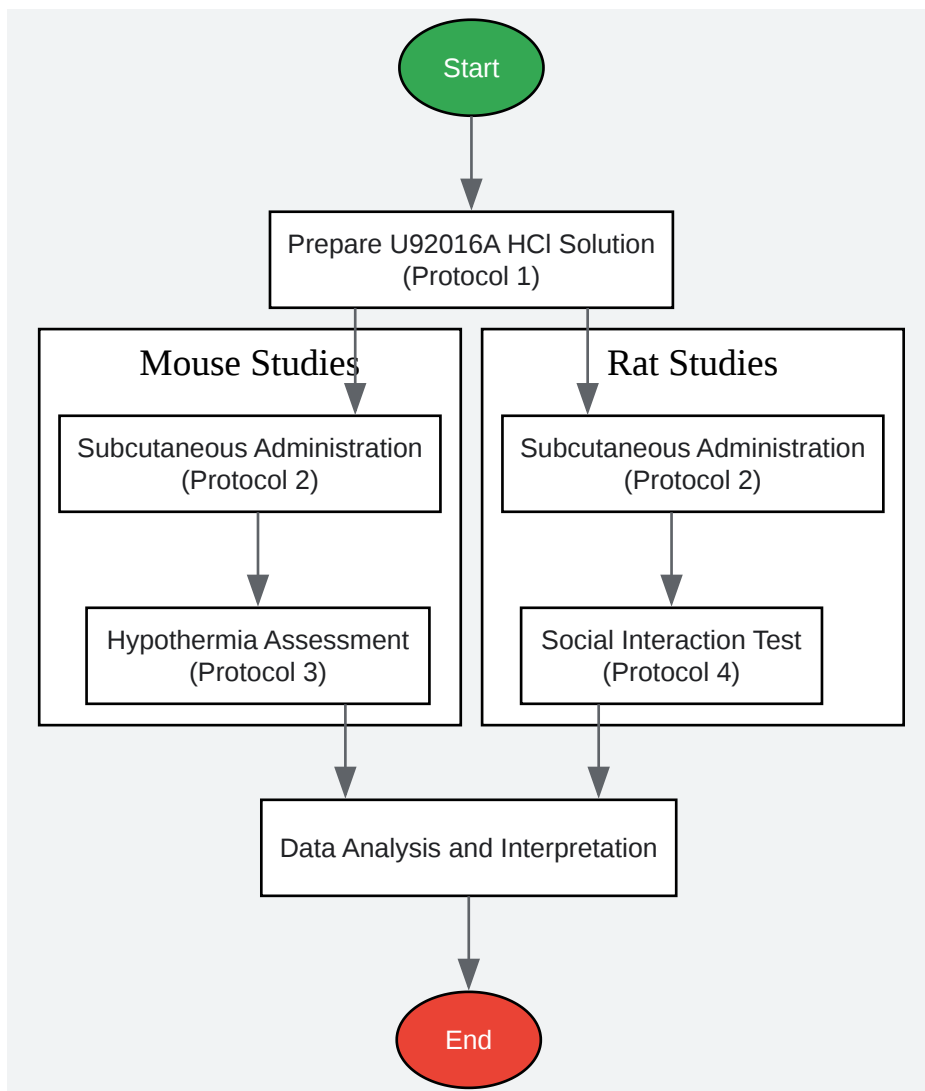 Start
Prepare U92016A HCl Solution
(Protocol 1)
Mouse Studies
Subcutaneous Administration
(Protocol 2)
Hypothermia Assessment
(Protocol 3)
Rat Studies
Subcutaneous Administration
(Protocol 2)
Social Interaction Test
(Protocol 4)
Data Analysis and Interpretation
End